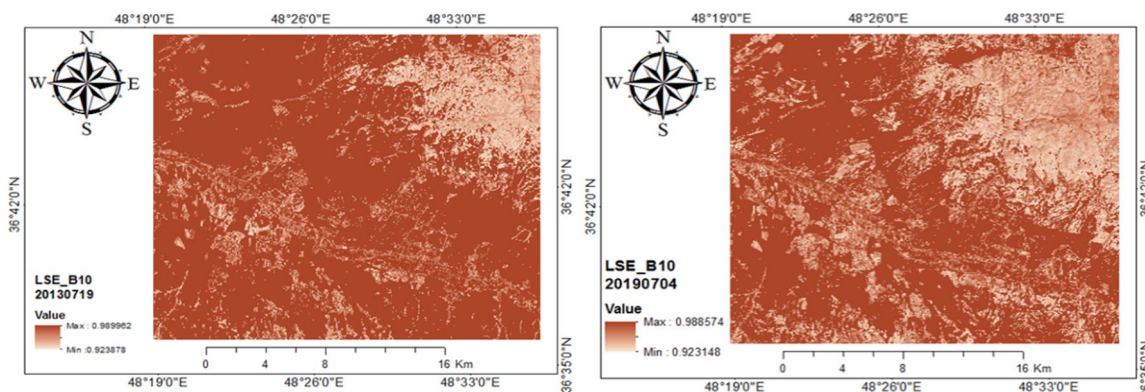 48°19'0"E 48°26'0"E 48°33'0"E
N
W E
S
36°42'0"N
36°42'0"N
LSE_B10
20130719
Value
Max : 0.989962
Min : 0.923878
0 4 8 16 Km
36°35'0"N
48°19'0"E 48°26'0"E 48°33'0"E
48°19'0"E 48°26'0"E 48°33'0"E
N
W E
S
36°42'0"N
36°42'0"N
LSE_B10
20190704
Value
Max : 0.988574
Min : 0.923148
0 4 8 16 Km
48°19'0"E 48°26'0"E 48°33'0"E